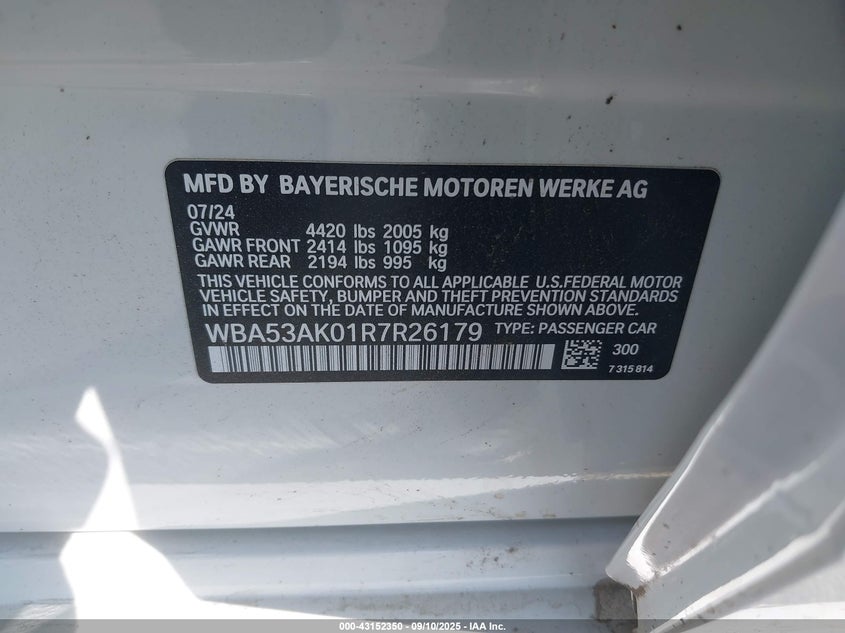 MFD BY BAYERISCHE MOTOREN WERKE AG
07/24
GVWR 4420 lbs 2005 kg
GAWR FRONT 2414 lbs 1095 kg
GAWR REAR 2194 lbs 995 kg
THIS VEHICLE CONFORMS TO ALL APPLICABLE U.S.FEDERAL MOTOR
VEHICLE SAFETY, BUMPER AND THEFT PREVENTION STANDARDS
IN EFFECT ON THE DATE OF MANUFACTURE SHOWN ABOVE.
WBA53AK01R7R26179 TYPE: PASSENGER CAR
300
7 315 814
000-43152350 - 09/10/2025 - IAA Inc.